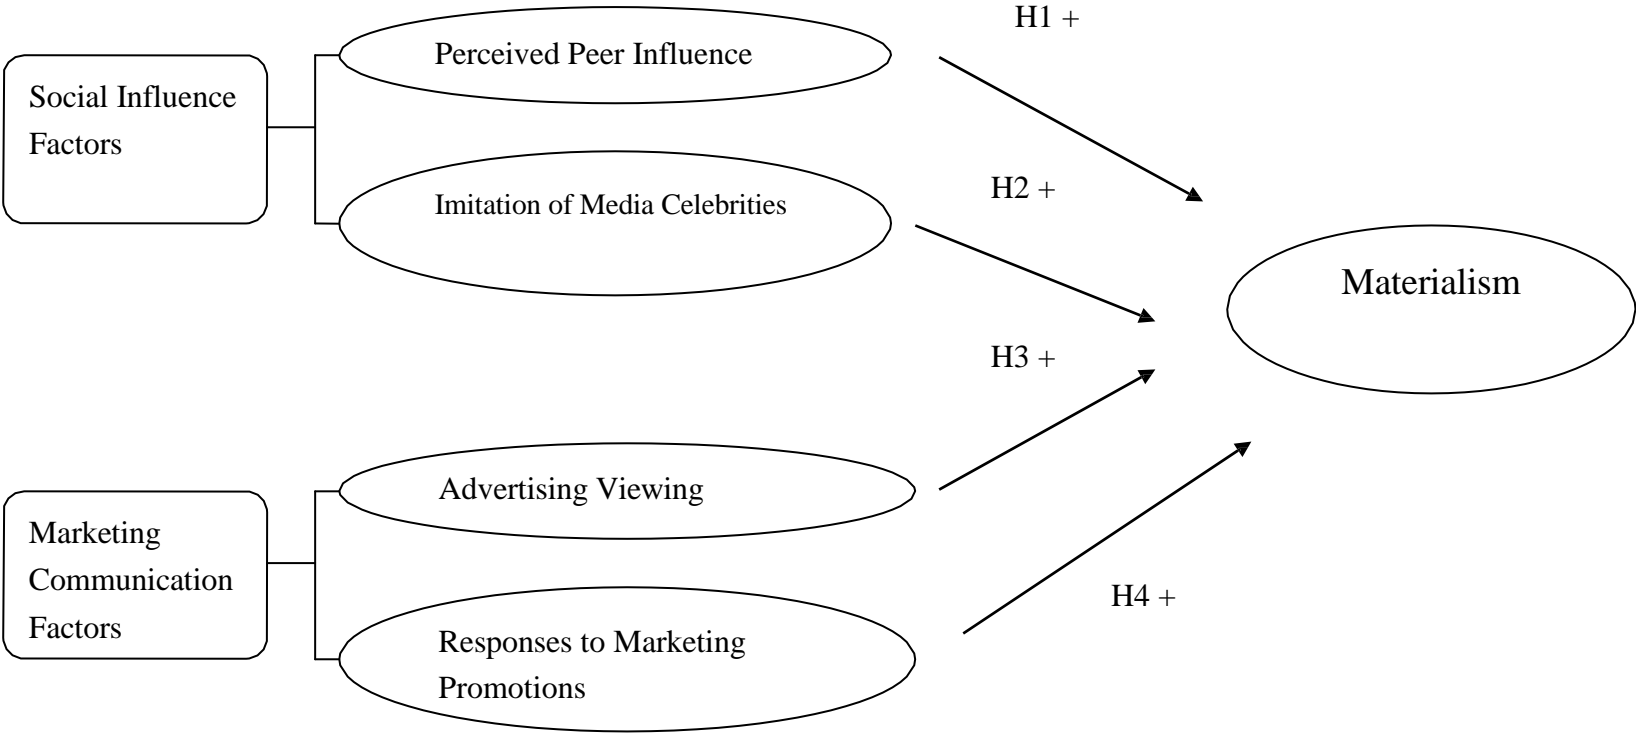 H1 +
Perceived Peer Influence
Social Influence
Factors
H2 +
Imitation of Media Celebrities
Materialism
H3 +
Advertising Viewing
Marketing
Communication
Factors
H4 +
Responses to Marketing
Promotions